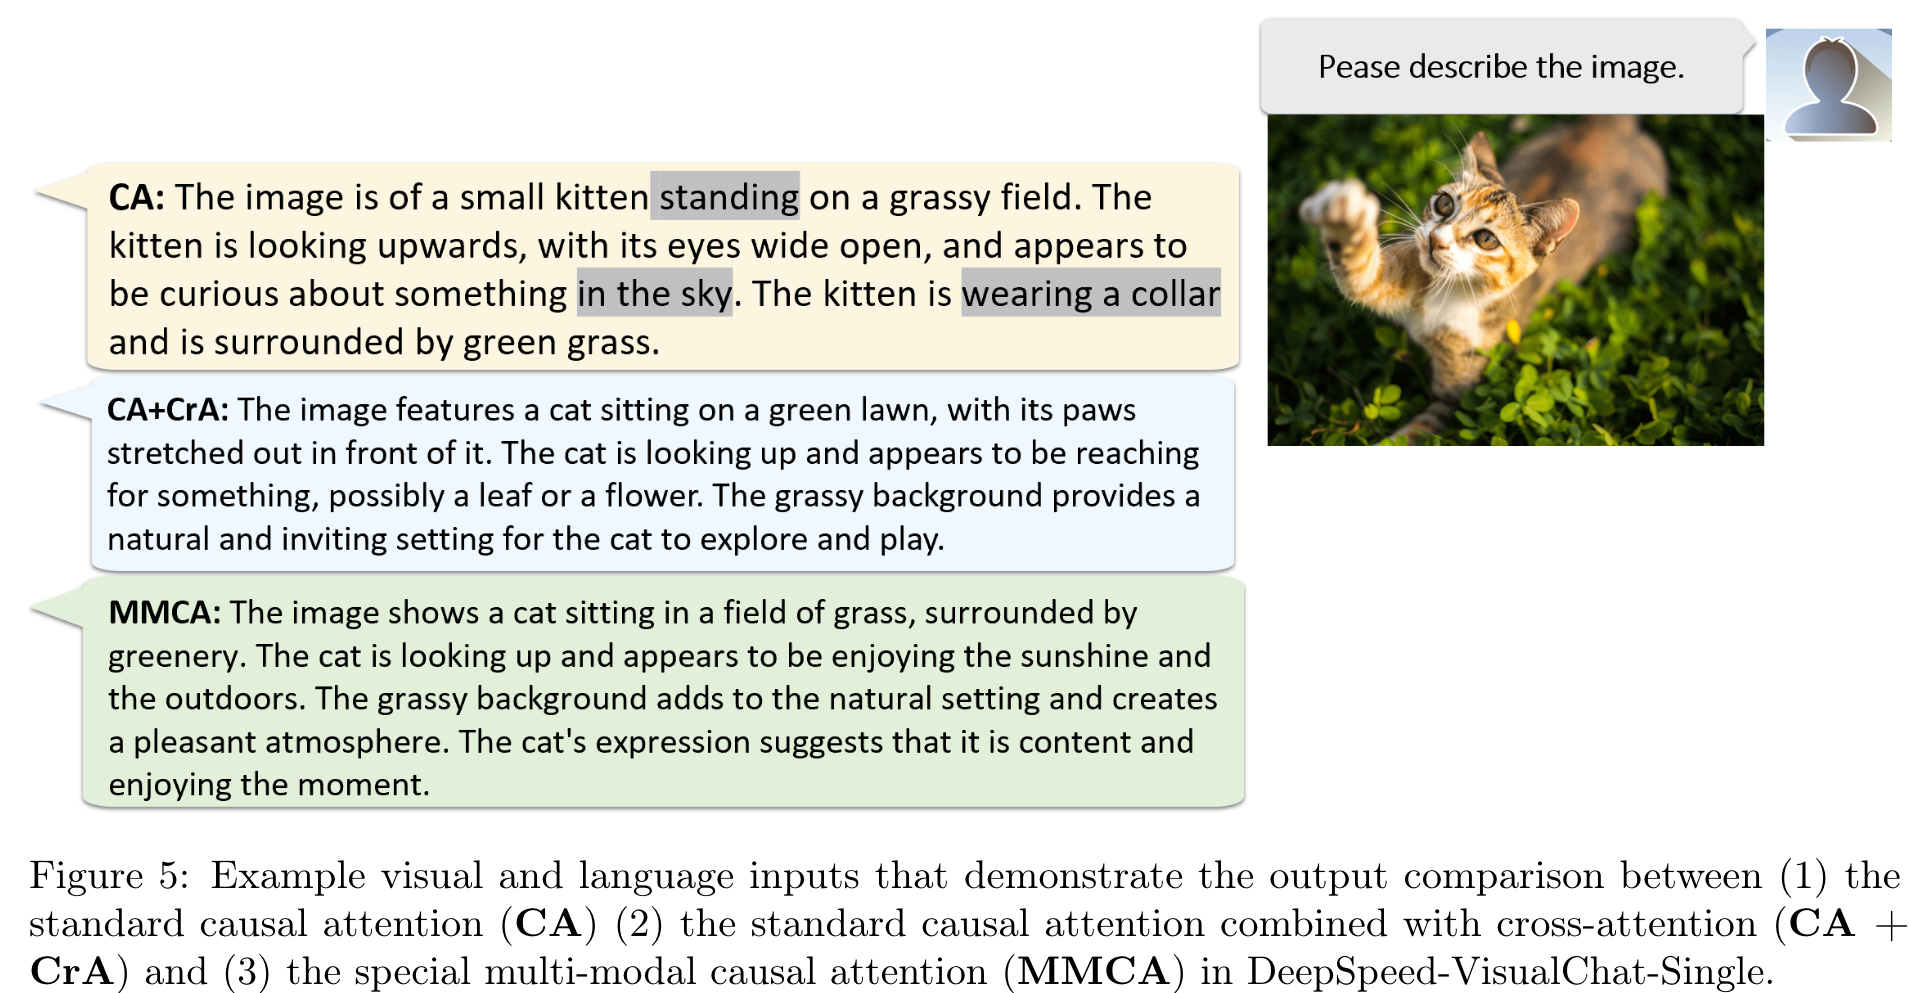 Pease describe the image.
CA: The image is of a small kitten standing on a grassy field. The
kitten is looking upwards, with its eyes wide open, and appears to
be curious about something in the sky. The kitten is wearing a collar
and is surrounded by green grass.
CA+CrA: The image features a cat sitting on a green lawn, with its paws
stretched out in front of it. The cat is looking up and appears to be reaching
for something, possibly a leaf or a flower. The grassy background provides a
natural and inviting setting for the cat to explore and play.
MMCA: The image shows a cat sitting in a field of grass, surrounded by
greenery. The cat is looking up and appears to be enjoying the sunshine and
the outdoors. The grassy background adds to the natural setting and creates
a pleasant atmosphere. The cat's expression suggests that it is content and
enjoying the moment.
Figure 5: Example visual and language inputs that demonstrate the output comparison between (1) the
standard causal attention (CA) (2) the standard causal attention combined with cross-attention (CA +
CrA) and (3) the special multi-modal causal attention (MMCA) in DeepSpeed-VisualChat-Single.